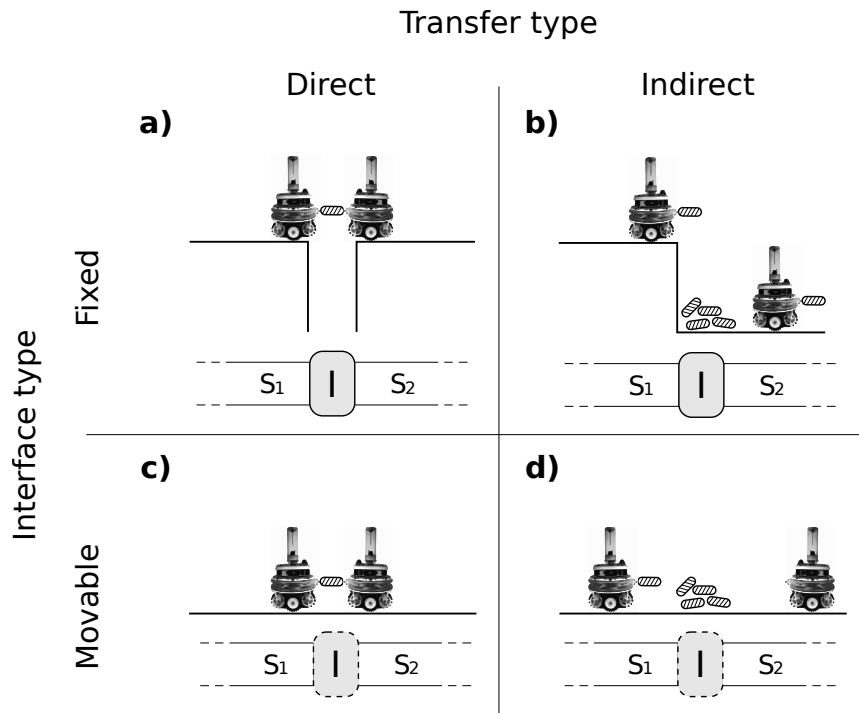 Transfer type
Direct
Indirect
a)
b)
Fixed
S1 I S2
S1 I S2
Interface type
c)
d)
Movable
S1 I S2
S1 I S2